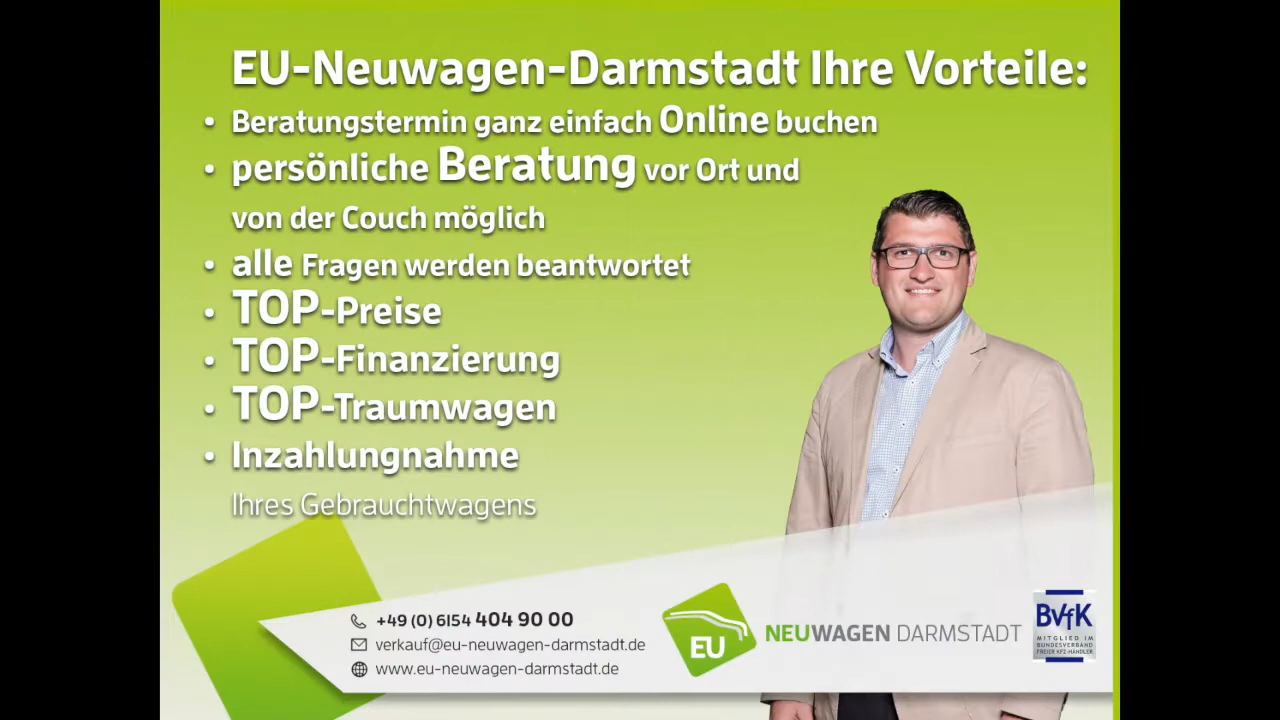 EU-Neuwagen-Darmstadt Ihre Vorteile:
• Beratungstermin ganz einfach Online buchen
• persönliche Beratung vor Ort und
von der Couch möglich
• alle Fragen werden beantwortet
• TOP-Preise
• TOP-Finanzierung
• TOP-Traumwagen
• Inzahlungnahme
Ihres Gebrauchtwagens
+49 (0) 6154 404 90 00
verkauf@eu-neuwagen-darmstadt.de
www.eu-neuwagen-darmstadt.de
EU
NEUWAGEN DARMSTADT
BVfK
MITGLIED IM
BUNDESVERBAND
FREIER KFZ-HÄNDLER